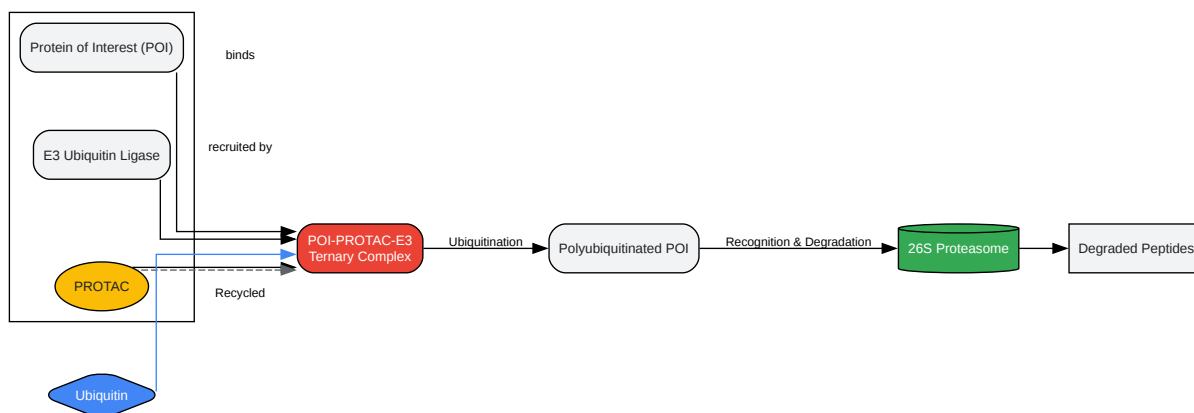 Protein of Interest (POI)
binds
E3 Ubiquitin Ligase
recruited by
POI-PROTAC-E3
Ternary Complex
Ubiquitination
Polyubiquitinated POI
Recognition & Degradation
26S Proteasome
Degraded Peptides
PROTAC
Recycled
Ubiquitin